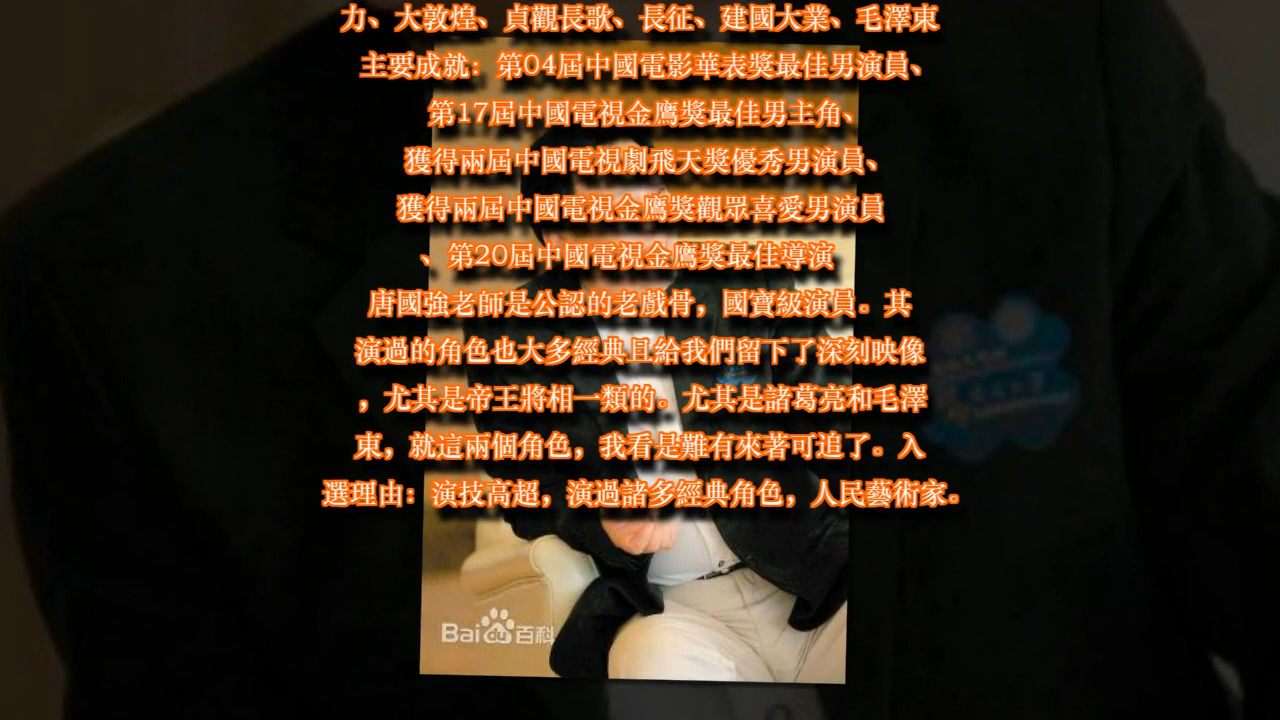 力、大敦煌、貞觀長歌、長征、建國大業、毛澤東
主要成就：第04屆中國電影華表獎最佳男演員、
第17屆中國電視金鷹獎最佳男主角、
獲得兩屆中國電視劇飛天獎優秀男演員、
獲得兩屆中國電視金鷹獎觀眾喜愛男演員
、第20屆中國電視金鷹獎最佳導演
唐國強老師是公認的老戲骨，國寶級演員。其
演過的角色也大多經典且給我們留下了深刻映像
，尤其是帝王將相一類的。尤其是諸葛亮和毛澤
東，就這兩個角色，我看是難有來著可追了。入
選理由：演技高超，演過諸多經典角色，人民藝術家。
Bai du 百科